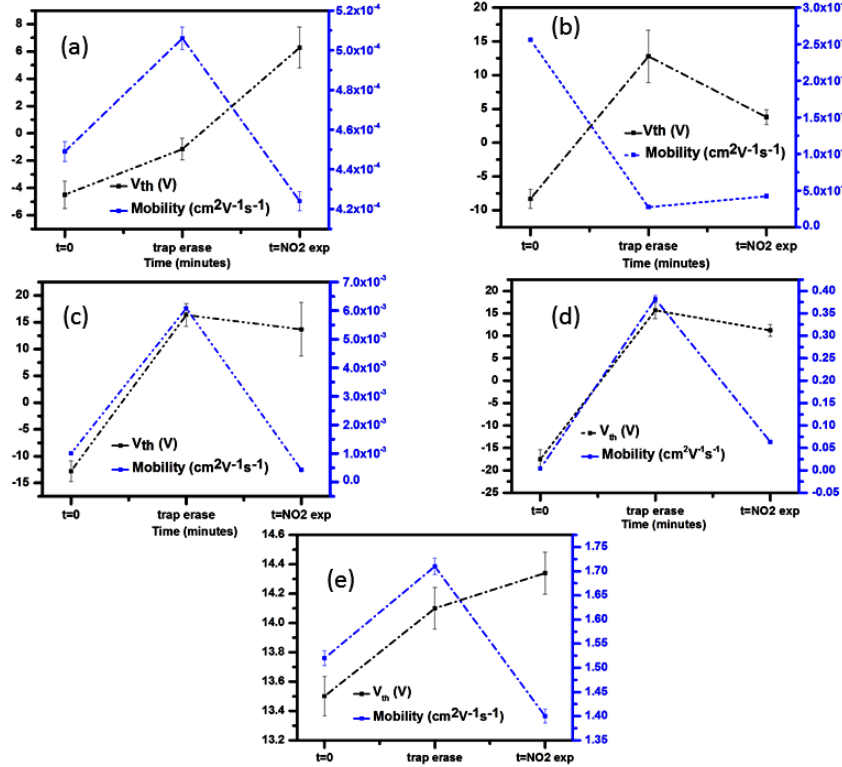 (a)
8
6
4
2
0
-2
-4
-6
5.2x10⁻⁴
5.0x10⁻⁴
4.8x10⁻⁴
4.6x10⁻⁴
4.4x10⁻⁴
4.2x10⁻⁴
Vth (V)
Mobility (cm²V-1s-1)
t=0 trap erase t=NO2 exp
Time (minutes)
(b)
20
15
10
5
0
-5
-10
0.0
Vth (V)
Mobility (cm²V-1s-1)
t=0 trap erase t=NO2 exp
Time (minutes)
(c)
20
15
10
5
0
-5
-10
-15
7.0x10⁻³
6.0x10⁻³
5.0x10⁻³
4.0x10⁻³
3.0x10⁻³
2.0x10⁻³
1.0x10⁻³
0.0
Vth (V)
Mobility (cm²V-1s-1)
t=0 trap erase t=NO2 exp
Time (minutes)
(d)
25
20
15
10
5
0
-5
-10
-15
-20
-25
0.40
0.35
0.30
0.25
0.20
0.15
0.10
0.05
0.00
-0.05
Vth (V)
Mobility (cm²V⁻¹s⁻¹)
t=0 trap erase t=NO2 exp
Time (minutes)
(e)
14.6
14.4
14.2
14.0
13.8
13.6
13.4
13.2
1.75
1.70
1.65
1.60
1.55
1.50
1.45
1.40
1.35
Vth (V)
Mobility (cm²V-1s-1)
t=0 trap erase t=NO2 exp